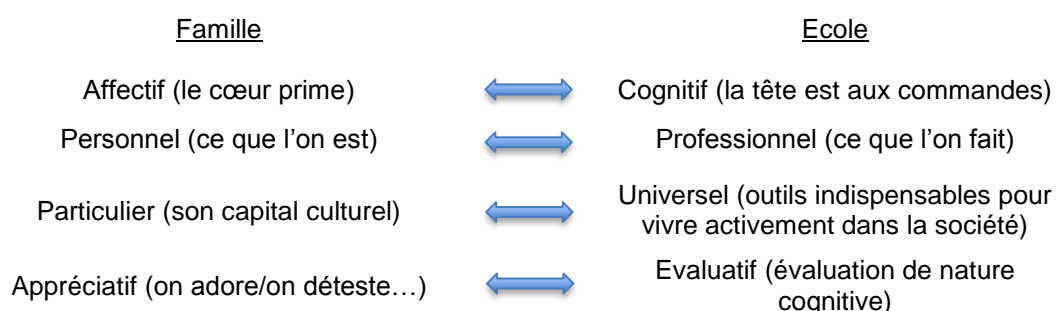 Famille Ecole
Affectif (le cœur prime) Cognitif (la tête est aux commandes)
Personnel (ce que l’on est) Professionnel (ce que l’on fait)
Particulier (son capital culturel) Universel (outils indispensables pour
vivre activement dans la société)
Appréciatif (on adore/on déteste…) Evaluatif (évaluation de nature
cognitive)